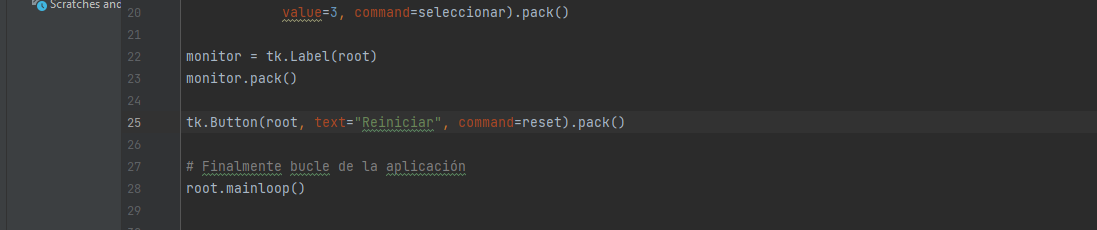 Scratches and
20 value=3, command=seleccionar).pack()
21
22 monitor = tk.Label(root)
23 monitor.pack()
24
25 tk.Button(root, text="Reiniciar", command=reset).pack()
26
27 # Finalmente bucle de la aplicación
28 root.mainloop()
29